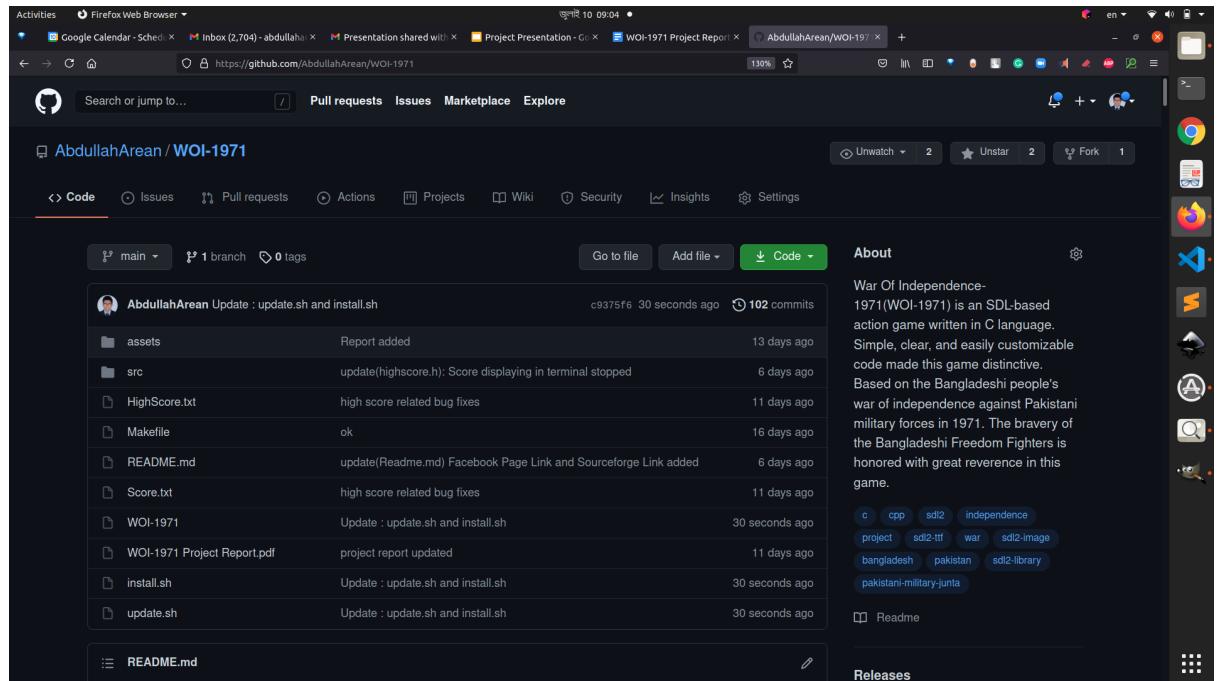 Activities Firefox Web Browser জুলাই 10 09:04 en
Google Calendar - Sched Inbox (2,704) - abdullaha Presentation shared with Project Presentation - Go WOI-1971 Project Report AbdullahArean/WOI-197
https://github.com/AbdullahArean/WOI-1971 130%
Search or jump to... / Pull requests Issues Marketplace Explore
AbdullahArean / WOI-1971 Unwatch 2 Unstar 2 Fork 1
Code Issues Pull requests Actions Projects Wiki Security Insights Settings
main 1 branch 0 tags Go to file Add file Code
AbdullahArean Update : update.sh and install.sh c9375f6 30 seconds ago 102 commits
assets Report added 13 days ago
src update(highscore.h): Score displaying in terminal stopped 6 days ago
HighScore.txt high score related bug fixes 11 days ago
Makefile ok 16 days ago
README.md update(Readme.md) Facebook Page Link and Sourceforge Link added 6 days ago
Score.txt high score related bug fixes 11 days ago
WOI-1971 Update : update.sh and install.sh 30 seconds ago
WOI-1971 Project Report.pdf project report updated 11 days ago
install.sh Update : update.sh and install.sh 30 seconds ago
update.sh Update : update.sh and install.sh 30 seconds ago
README.md
About
War Of Independence-
1971(WOI-1971) is an SDL-based
action game written in C language.
Simple, clear, and easily customizable
code made this game distinctive.
Based on the Bangladeshi people's
war of independence against Pakistani
military forces in 1971. The bravery of
the Bangladeshi Freedom Fighters is
honored with great reverence in this
game.
c cpp sdl2 independence
project sdl2-ttf war sdl2-image
bangladesh pakistan sdl2-library
pakistani-military-junta
Readme
Releases